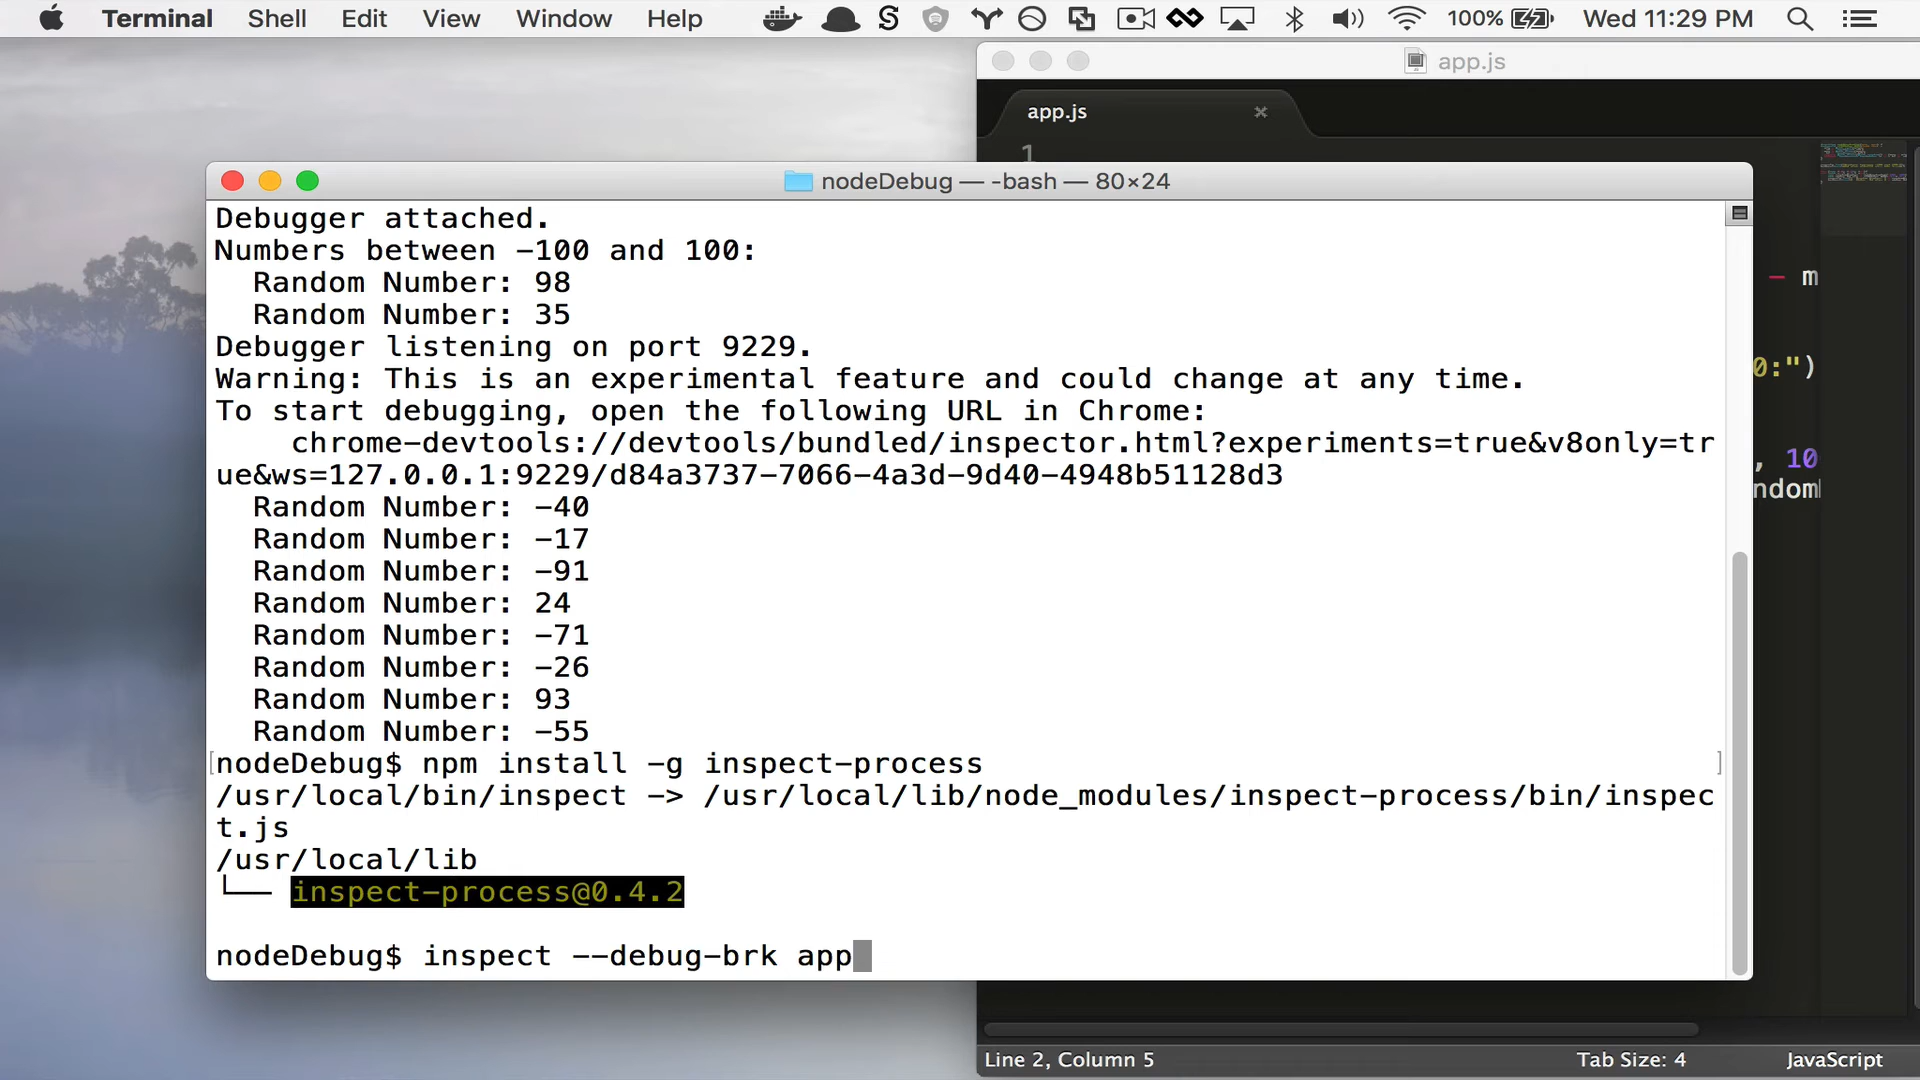 Terminal Shell Edit View Window Help 100% Wed 11:29 PM
app.js
app.js
1
nodeDebug — -bash — 80×24
Debugger attached.
Numbers between -100 and 100:
  Random Number: 98
  Random Number: 35
Debugger listening on port 9229.
Warning: This is an experimental feature and could change at any time.
To start debugging, open the following URL in Chrome:
    chrome-devtools://devtools/bundled/inspector.html?experiments=true&v8only=tr
ue&ws=127.0.0.1:9229/d84a3737-7066-4a3d-9d40-4948b51128d3
  Random Number: -40
  Random Number: -17
  Random Number: -91
  Random Number: 24
  Random Number: -71
  Random Number: -26
  Random Number: 93
  Random Number: -55
[nodeDebug$ npm install -g inspect-process ]
/usr/local/bin/inspect -> /usr/local/lib/node_modules/inspect-process/bin/inspec
t.js
/usr/local/lib
└── inspect-process@0.4.2
nodeDebug$ inspect --debug-brk app
- m
0:")
, 10
ndom
Line 2, Column 5 Tab Size: 4 JavaScript